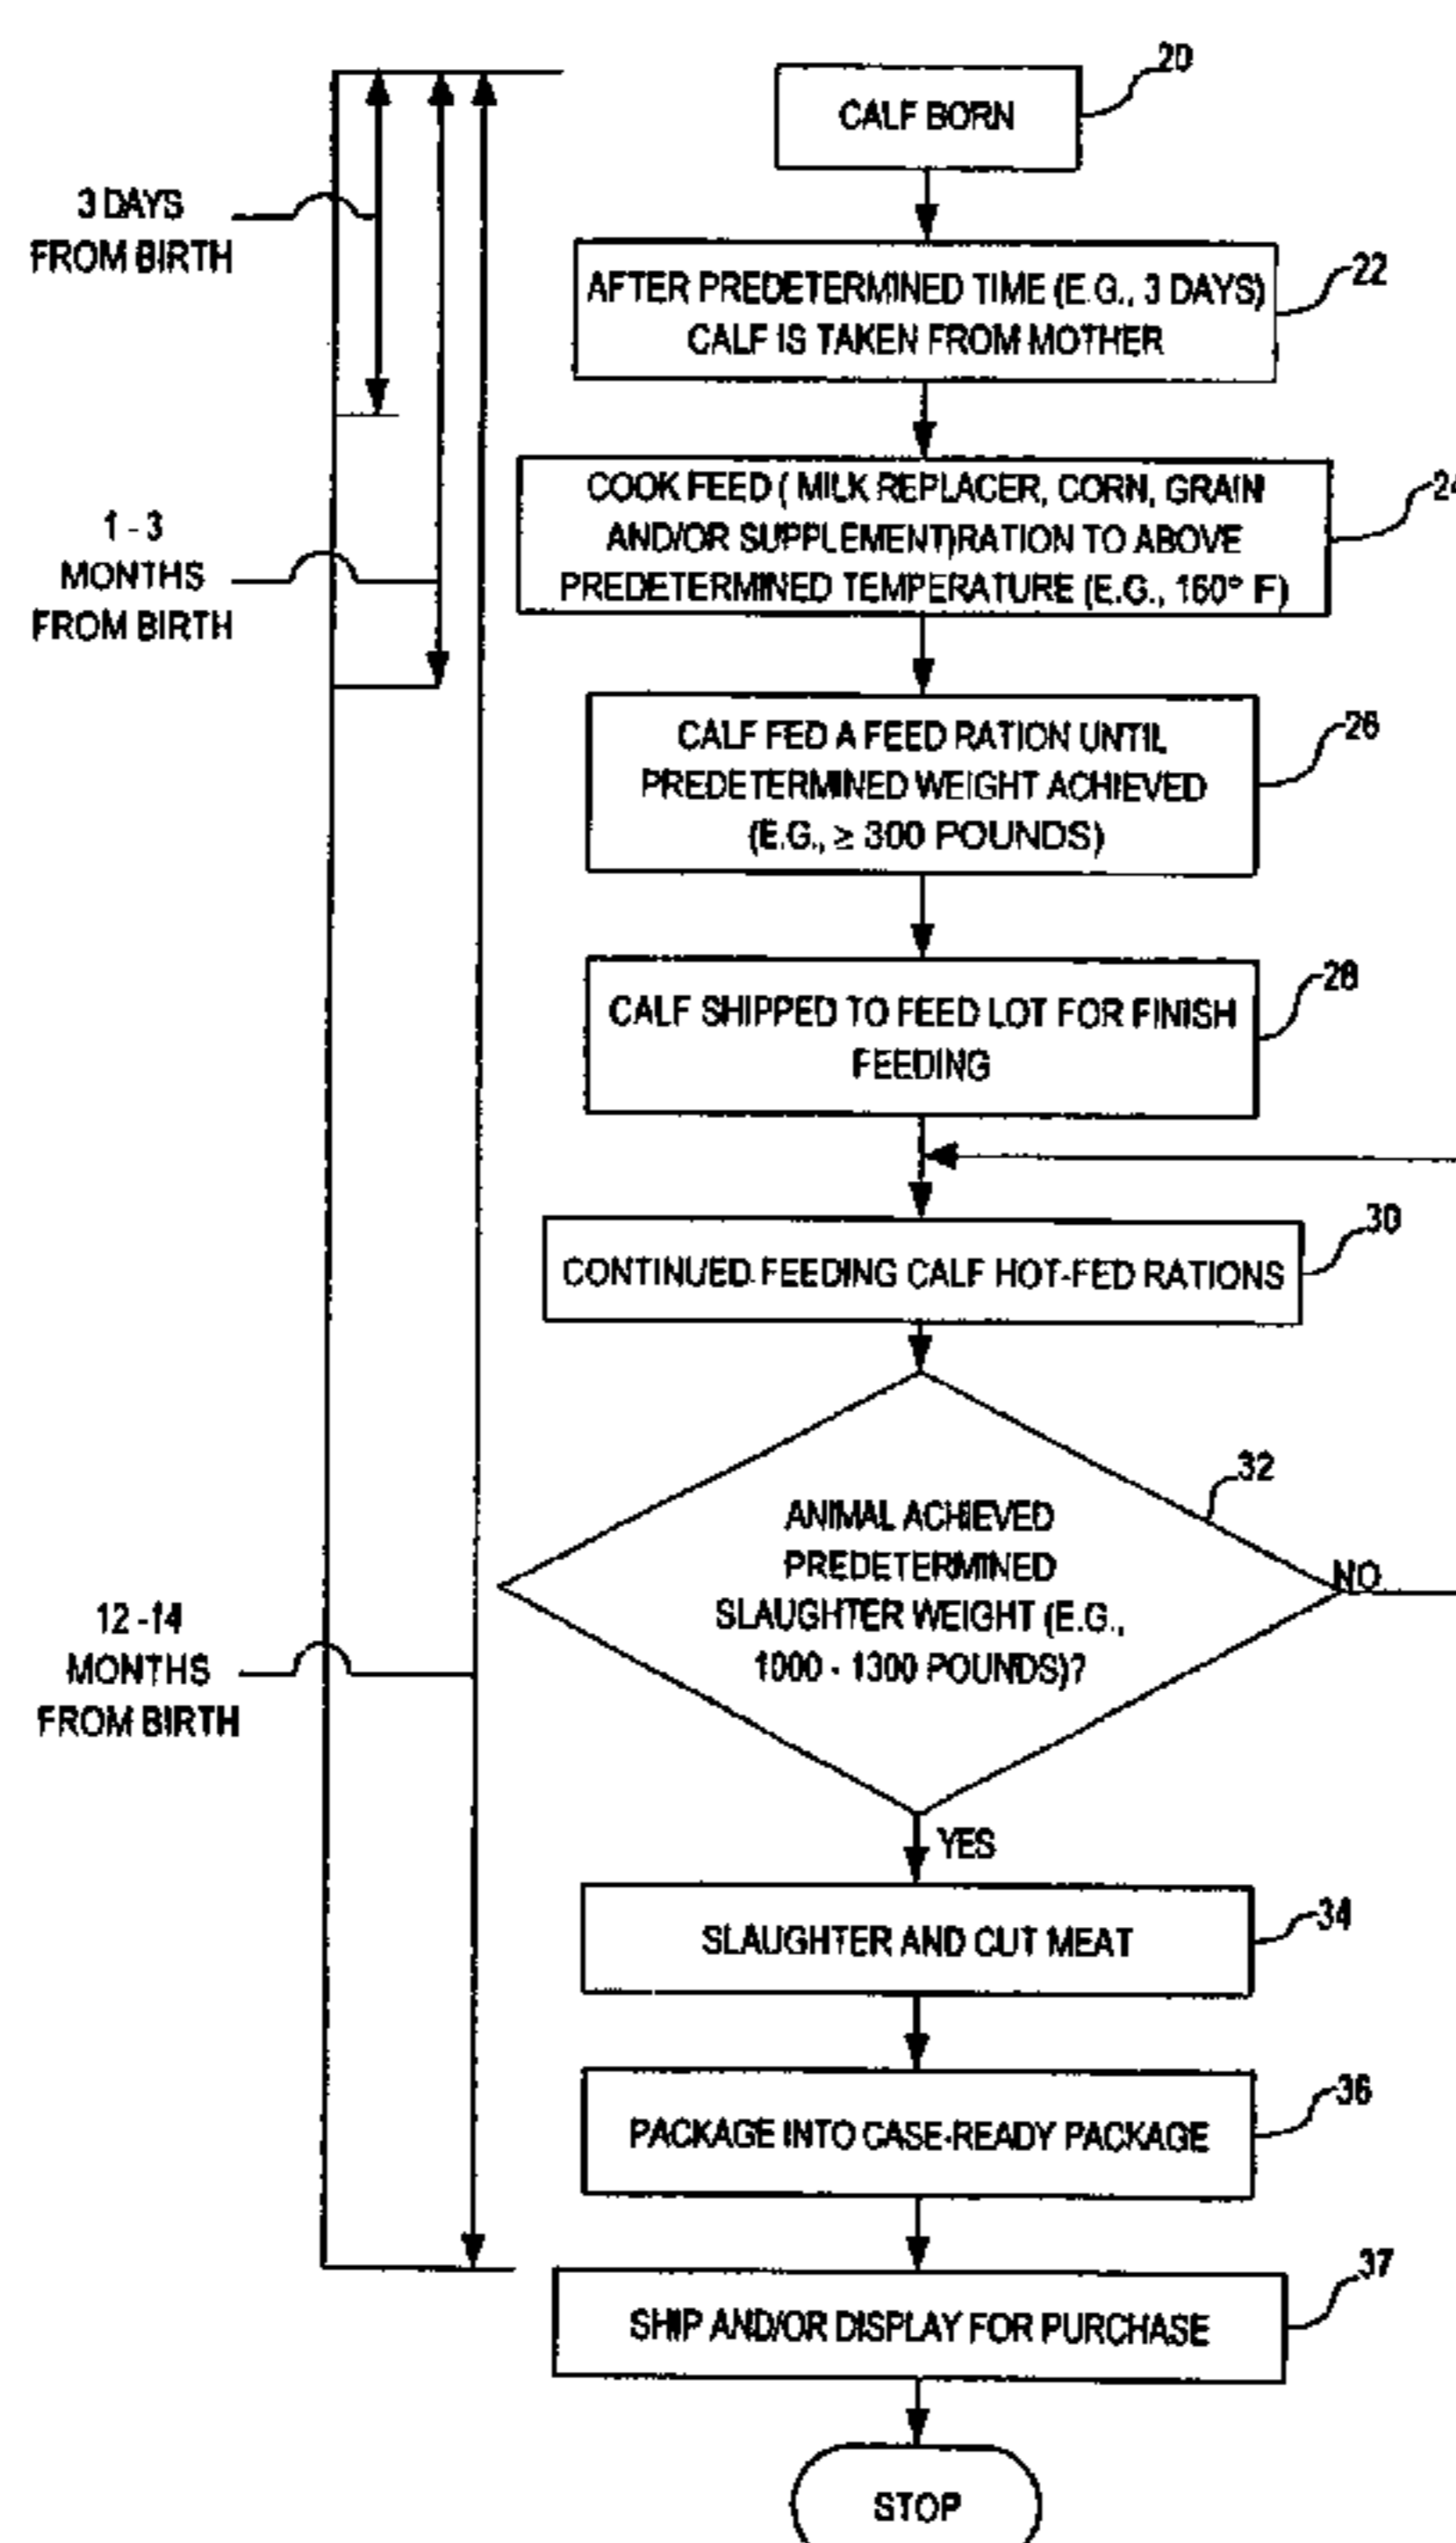 20
CALF BORN
3 DAYS
FROM BIRTH
22
AFTER PREDETERMINED TIME (E.G., 3 DAYS)
CALF IS TAKEN FROM MOTHER
24
COOK FEED ( MILK REPLACER, CORN, GRAIN
AND/OR SUPPLEMENT)RATION TO ABOVE
PREDETERMINED TEMPERATURE (E.G., 160° F)
1 - 3
MONTHS
FROM BIRTH
26
CALF FED A FEED RATION UNTIL
PREDETERMINED WEIGHT ACHIEVED
(E.G., ≥ 300 POUNDS)
28
CALF SHIPPED TO FEED LOT FOR FINISH
FEEDING
30
CONTINUED FEEDING CALF HOT-FED RATIONS
32
ANIMAL ACHIEVED
PREDETERMINED
SLAUGHTER WEIGHT (E.G.,
1000 - 1300 POUNDS)?
NO
12 -14
MONTHS
FROM BIRTH
YES
34
SLAUGHTER AND CUT MEAT
36
PACKAGE INTO CASE-READY PACKAGE
37
SHIP AND/OR DISPLAY FOR PURCHASE
STOP